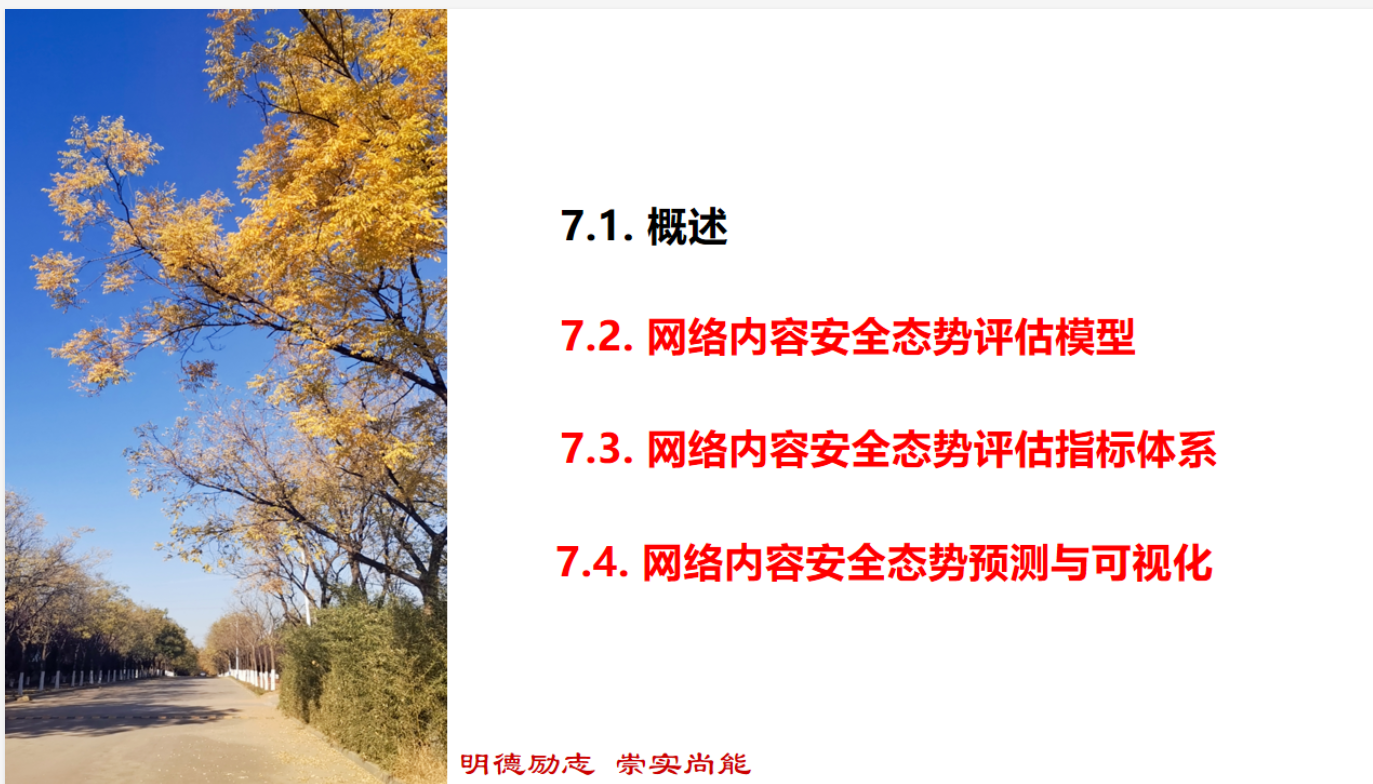 7.1. 概述
7.2. 网络内容安全态势评估模型
7.3. 网络内容安全态势评估指标体系
7.4. 网络内容安全态势预测与可视化
明德励志 崇实尚能